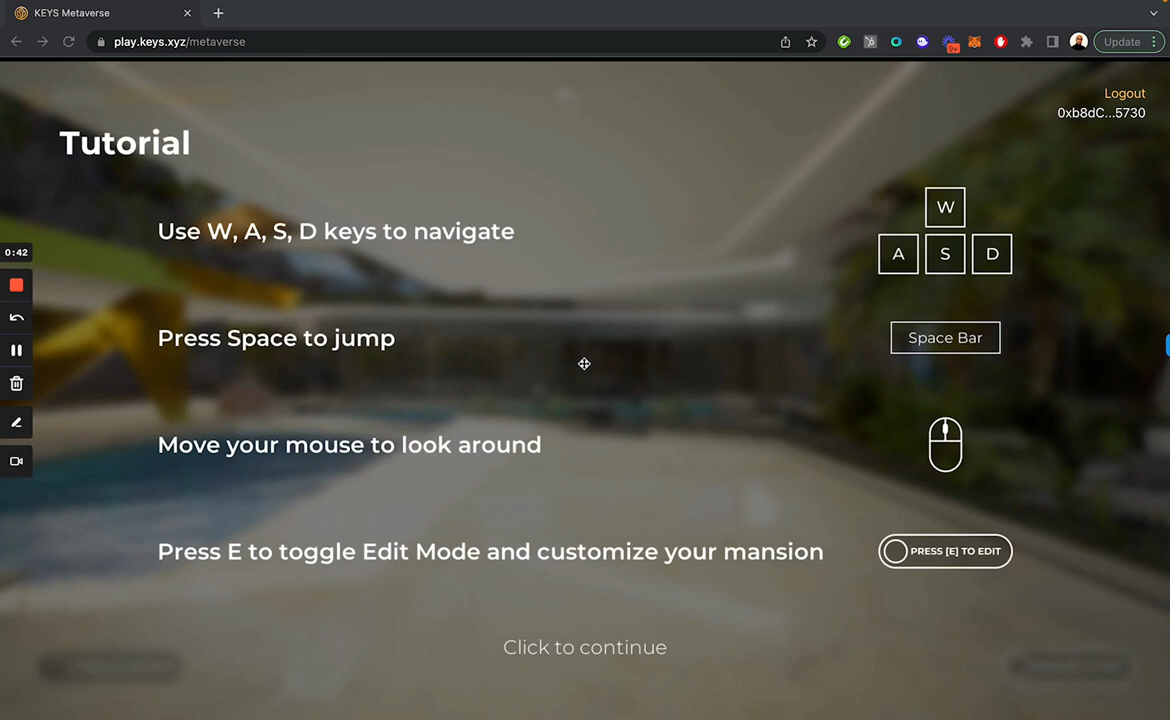 KEYS Metaverse
play.keys.xyz/metaverse
9+
Update
Logout
0xb8dC...5730
Tutorial
Use W, A, S, D keys to navigate
W
A S D
0:42
Press Space to jump
Space Bar
Move your mouse to look around
Press E to toggle Edit Mode and customize your mansion
PRESS [E] TO EDIT
Click to continue